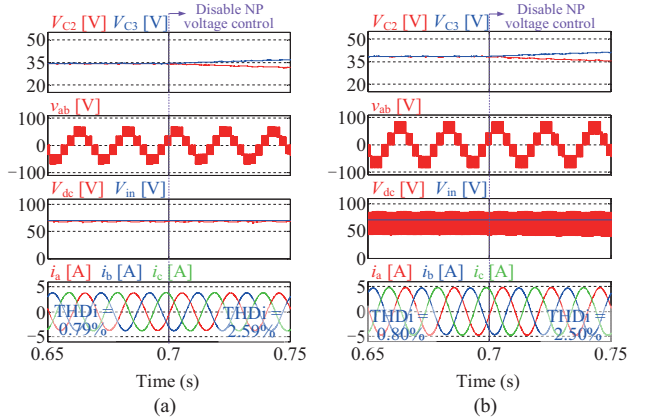 Disable NP
voltage control
V_C2 [V] V_C3 [V]
50
35
20
v_ab [V]
100
0
−100
V_dc [V] V_in [V]
100
50
0
i_a [A] i_b [A] i_c [A]
5
0
−5
THDi =
0.79%
THDi =
2.59%
0.65 0.7 0.75
Time (s)
(a)
Disable NP
voltage control
V_C2 [V] V_C3 [V]
50
35
20
v_ab [V]
100
0
−100
V_dc [V] V_in [V]
100
50
0
i_a [A] i_b [A] i_c [A]
5
0
−5
THDi =
0.80%
THDi =
2.50%
0.65 0.7 0.75
Time (s)
(b)